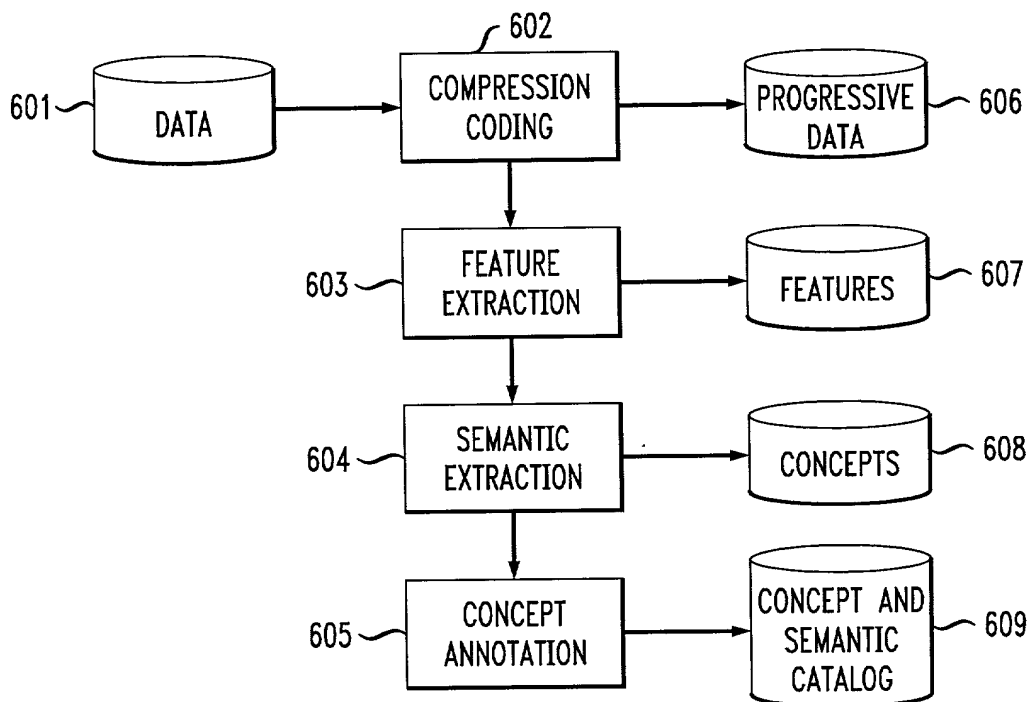 602
601
DATA
COMPRESSION
CODING
PROGRESSIVE
DATA
606
603
FEATURE
EXTRACTION
FEATURES
607
604
SEMANTIC
EXTRACTION
CONCEPTS
608
605
CONCEPT
ANNOTATION
CONCEPT AND
SEMANTIC
CATALOG
609